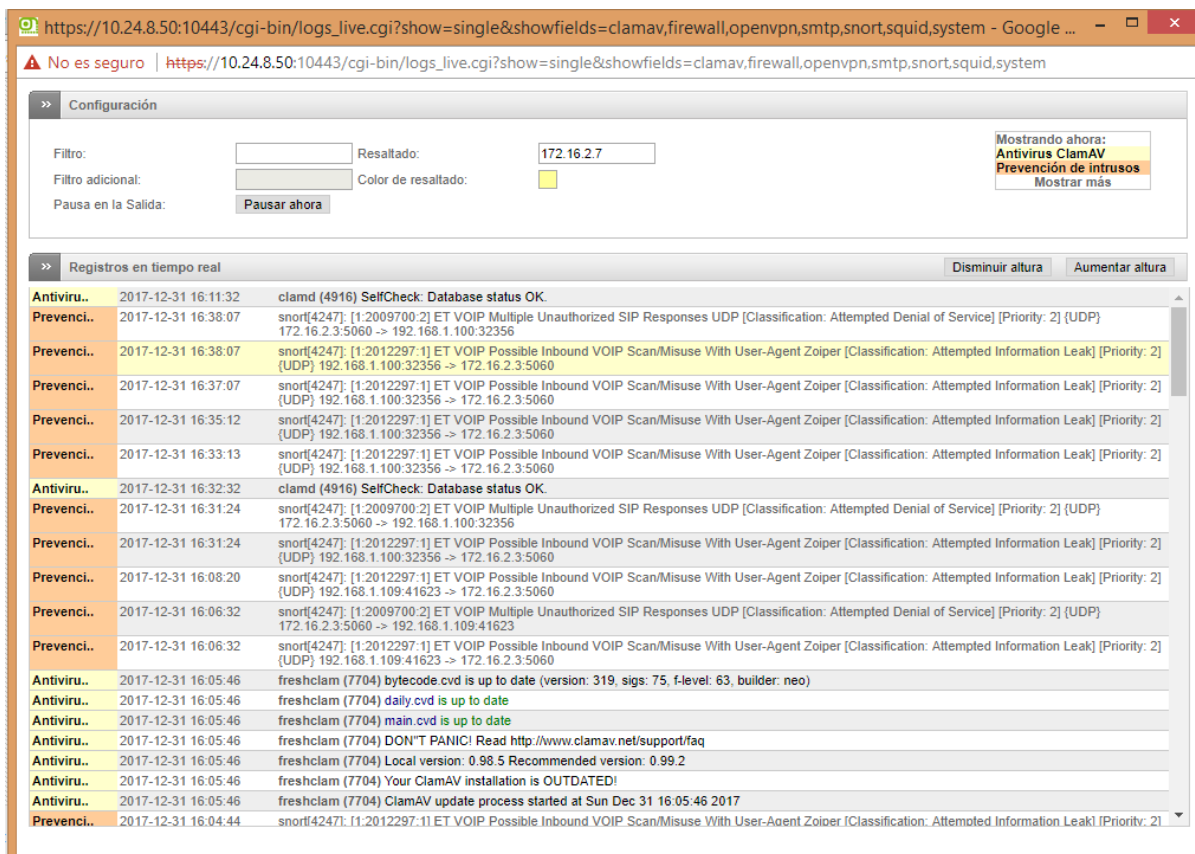 https://10.24.8.50:10443/cgi-bin/logs_live.cgi?show=single&showfields=clamav,firewall,openvpn,smtp,snort,squid,system - Google ...
No es seguro | https://10.24.8.50:10443/cgi-bin/logs_live.cgi?show=single&showfields=clamav,firewall,openvpn,smtp,snort,squid,system
>> Configuración
Filtro: Resaltado: 172.16.2.7
Filtro adicional: Color de resaltado:
Pausa en la Salida: Pausar ahora
Mostrando ahora:
Antivirus ClamAV
Prevención de intrusos
Mostrar más
>> Registros en tiempo real Disminuir altura Aumentar altura
Antiviru.. 2017-12-31 16:11:32 clamd (4916) SelfCheck: Database status OK.
Prevenci.. 2017-12-31 16:38:07 snort[4247]: [1:2009700:2] ET VOIP Multiple Unauthorized SIP Responses UDP [Classification: Attempted Denial of Service] [Priority: 2] {UDP}
172.16.2.3:5060 -> 192.168.1.100:32356
Prevenci.. 2017-12-31 16:38:07 snort[4247]: [1:2012297:1] ET VOIP Possible Inbound VOIP Scan/Misuse With User-Agent Zoiper [Classification: Attempted Information Leak] [Priority: 2]
{UDP} 192.168.1.100:32356 -> 172.16.2.3:5060
Prevenci.. 2017-12-31 16:37:07 snort[4247]: [1:2012297:1] ET VOIP Possible Inbound VOIP Scan/Misuse With User-Agent Zoiper [Classification: Attempted Information Leak] [Priority: 2]
{UDP} 192.168.1.100:32356 -> 172.16.2.3:5060
Prevenci.. 2017-12-31 16:35:12 snort[4247]: [1:2012297:1] ET VOIP Possible Inbound VOIP Scan/Misuse With User-Agent Zoiper [Classification: Attempted Information Leak] [Priority: 2]
{UDP} 192.168.1.100:32356 -> 172.16.2.3:5060
Prevenci.. 2017-12-31 16:33:13 snort[4247]: [1:2012297:1] ET VOIP Possible Inbound VOIP Scan/Misuse With User-Agent Zoiper [Classification: Attempted Information Leak] [Priority: 2]
{UDP} 192.168.1.100:32356 -> 172.16.2.3:5060
Antiviru.. 2017-12-31 16:32:32 clamd (4916) SelfCheck: Database status OK.
Prevenci.. 2017-12-31 16:31:24 snort[4247]: [1:2009700:2] ET VOIP Multiple Unauthorized SIP Responses UDP [Classification: Attempted Denial of Service] [Priority: 2] {UDP}
172.16.2.3:5060 -> 192.168.1.100:32356
Prevenci.. 2017-12-31 16:31:24 snort[4247]: [1:2012297:1] ET VOIP Possible Inbound VOIP Scan/Misuse With User-Agent Zoiper [Classification: Attempted Information Leak] [Priority: 2]
{UDP} 192.168.1.100:32356 -> 172.16.2.3:5060
Prevenci.. 2017-12-31 16:08:20 snort[4247]: [1:2012297:1] ET VOIP Possible Inbound VOIP Scan/Misuse With User-Agent Zoiper [Classification: Attempted Information Leak] [Priority: 2]
{UDP} 192.168.1.109:41623 -> 172.16.2.3:5060
Prevenci.. 2017-12-31 16:06:32 snort[4247]: [1:2009700:2] ET VOIP Multiple Unauthorized SIP Responses UDP [Classification: Attempted Denial of Service] [Priority: 2] {UDP}
172.16.2.3:5060 -> 192.168.1.109:41623
Prevenci.. 2017-12-31 16:06:32 snort[4247]: [1:2012297:1] ET VOIP Possible Inbound VOIP Scan/Misuse With User-Agent Zoiper [Classification: Attempted Information Leak] [Priority: 2]
{UDP} 192.168.1.109:41623 -> 172.16.2.3:5060
Antiviru.. 2017-12-31 16:05:46 freshclam (7704) bytecode.cvd is up to date (version: 319, sigs: 75, f-level: 63, builder: neo)
Antiviru.. 2017-12-31 16:05:46 freshclam (7704) daily.cvd is up to date
Antiviru.. 2017-12-31 16:05:46 freshclam (7704) main.cvd is up to date
Antiviru.. 2017-12-31 16:05:46 freshclam (7704) DON"T PANIC! Read http://www.clamav.net/support/faq
Antiviru.. 2017-12-31 16:05:46 freshclam (7704) Local version: 0.98.5 Recommended version: 0.99.2
Antiviru.. 2017-12-31 16:05:46 freshclam (7704) Your ClamAV installation is OUTDATED!
Antiviru.. 2017-12-31 16:05:46 freshclam (7704) ClamAV update process started at Sun Dec 31 16:05:46 2017
Prevenci.. 2017-12-31 16:04:44 snort[4247]: [1:2012297:1] ET VOIP Possible Inbound VOIP Scan/Misuse With User-Agent Zoiper [Classification: Attempted Information Leak] [Priority: 2]